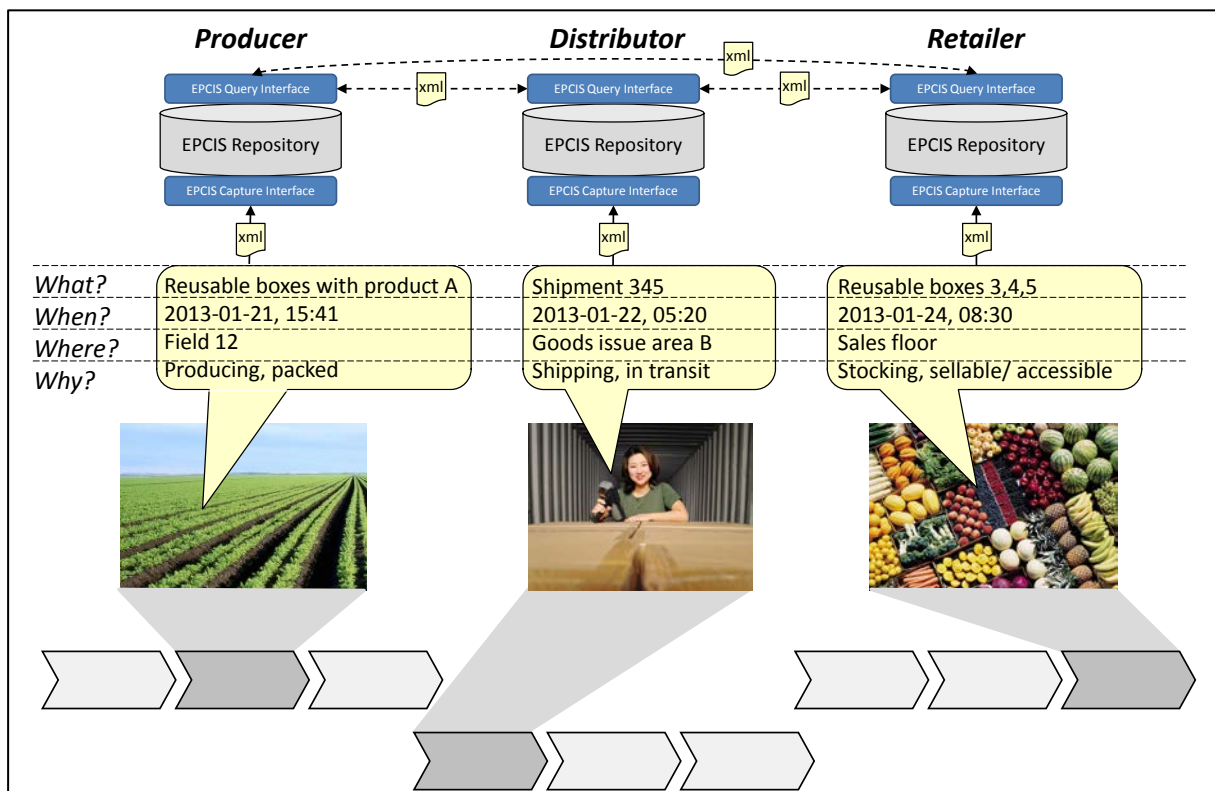 Producer
Distributor
Retailer
xml
EPCIS Query Interface
xml
EPCIS Query Interface
xml
EPCIS Query Interface
EPCIS Repository
EPCIS Repository
EPCIS Repository
EPCIS Capture Interface
EPCIS Capture Interface
EPCIS Capture Interface
xml
xml
xml
What?
Reusable boxes with product A
Shipment 345
Reusable boxes 3,4,5
When?
2013-01-21, 15:41
2013-01-22, 05:20
2013-01-24, 08:30
Where?
Field 12
Goods issue area B
Sales floor
Why?
Producing, packed
Shipping, in transit
Stocking, sellable/ accessible